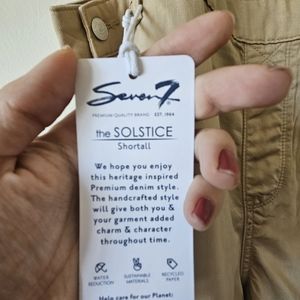 Seven7
PREMIUM QUALITY BRAND EST. 1964
the SOLSTICE
Shortall
We hope you enjoy
this heritage inspired
Premium denim style.
The handcrafted style
will give both you &
your garment added
charm & character
throughout time.
WATER
REDUCTION
SUSTAINABLE
MATERIALS
RECYCLED
PAPER
Help care for our Planet: